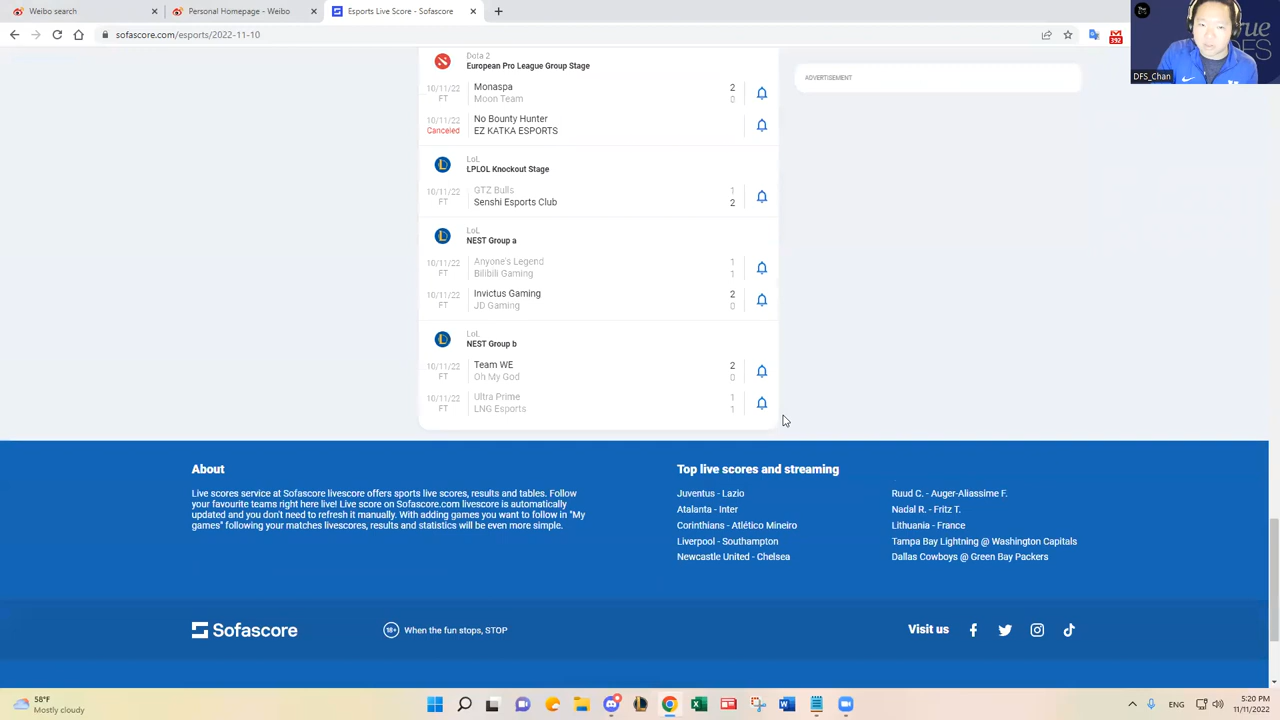 Weibo search
Personal Homepage - Weibo
Esports Live Score - Sofascore
sofascore.com/esports/2022-11-10
392
DFS_Chan
Dota 2
European Pro League Group Stage
10/11/22
FT
Monaspa
2
Moon Team
0
10/11/22
Canceled
No Bounty Hunter
EZ KATKA ESPORTS
LoL
LPLOL Knockout Stage
10/11/22
FT
GTZ Bulls
1
Senshi Esports Club
2
LoL
NEST Group a
10/11/22
FT
Anyone's Legend
1
Bilibili Gaming
1
10/11/22
FT
Invictus Gaming
2
JD Gaming
0
LoL
NEST Group b
10/11/22
FT
Team WE
2
Oh My God
0
10/11/22
FT
Ultra Prime
1
LNG Esports
1
ADVERTISEMENT
About
Live scores service at Sofascore livescore offers sports live scores, results and tables. Follow
your favourite teams right here live! Live score on Sofascore.com livescore is automatically
updated and you don't need to refresh it manually. With adding games you want to follow in "My
games" following your matches livescores, results and statistics will be even more simple.
Top live scores and streaming
Juventus - Lazio
Atalanta - Inter
Corinthians - Atlético Mineiro
Liverpool - Southampton
Newcastle United - Chelsea
Ruud C. - Auger-Aliassime F.
Nadal R. - Fritz T.
Lithuania - France
Tampa Bay Lightning @ Washington Capitals
Dallas Cowboys @ Green Bay Packers
Sofascore
18+
When the fun stops, STOP
Visit us
58°F
Mostly cloudy
ENG
5:20 PM
11/11/2022